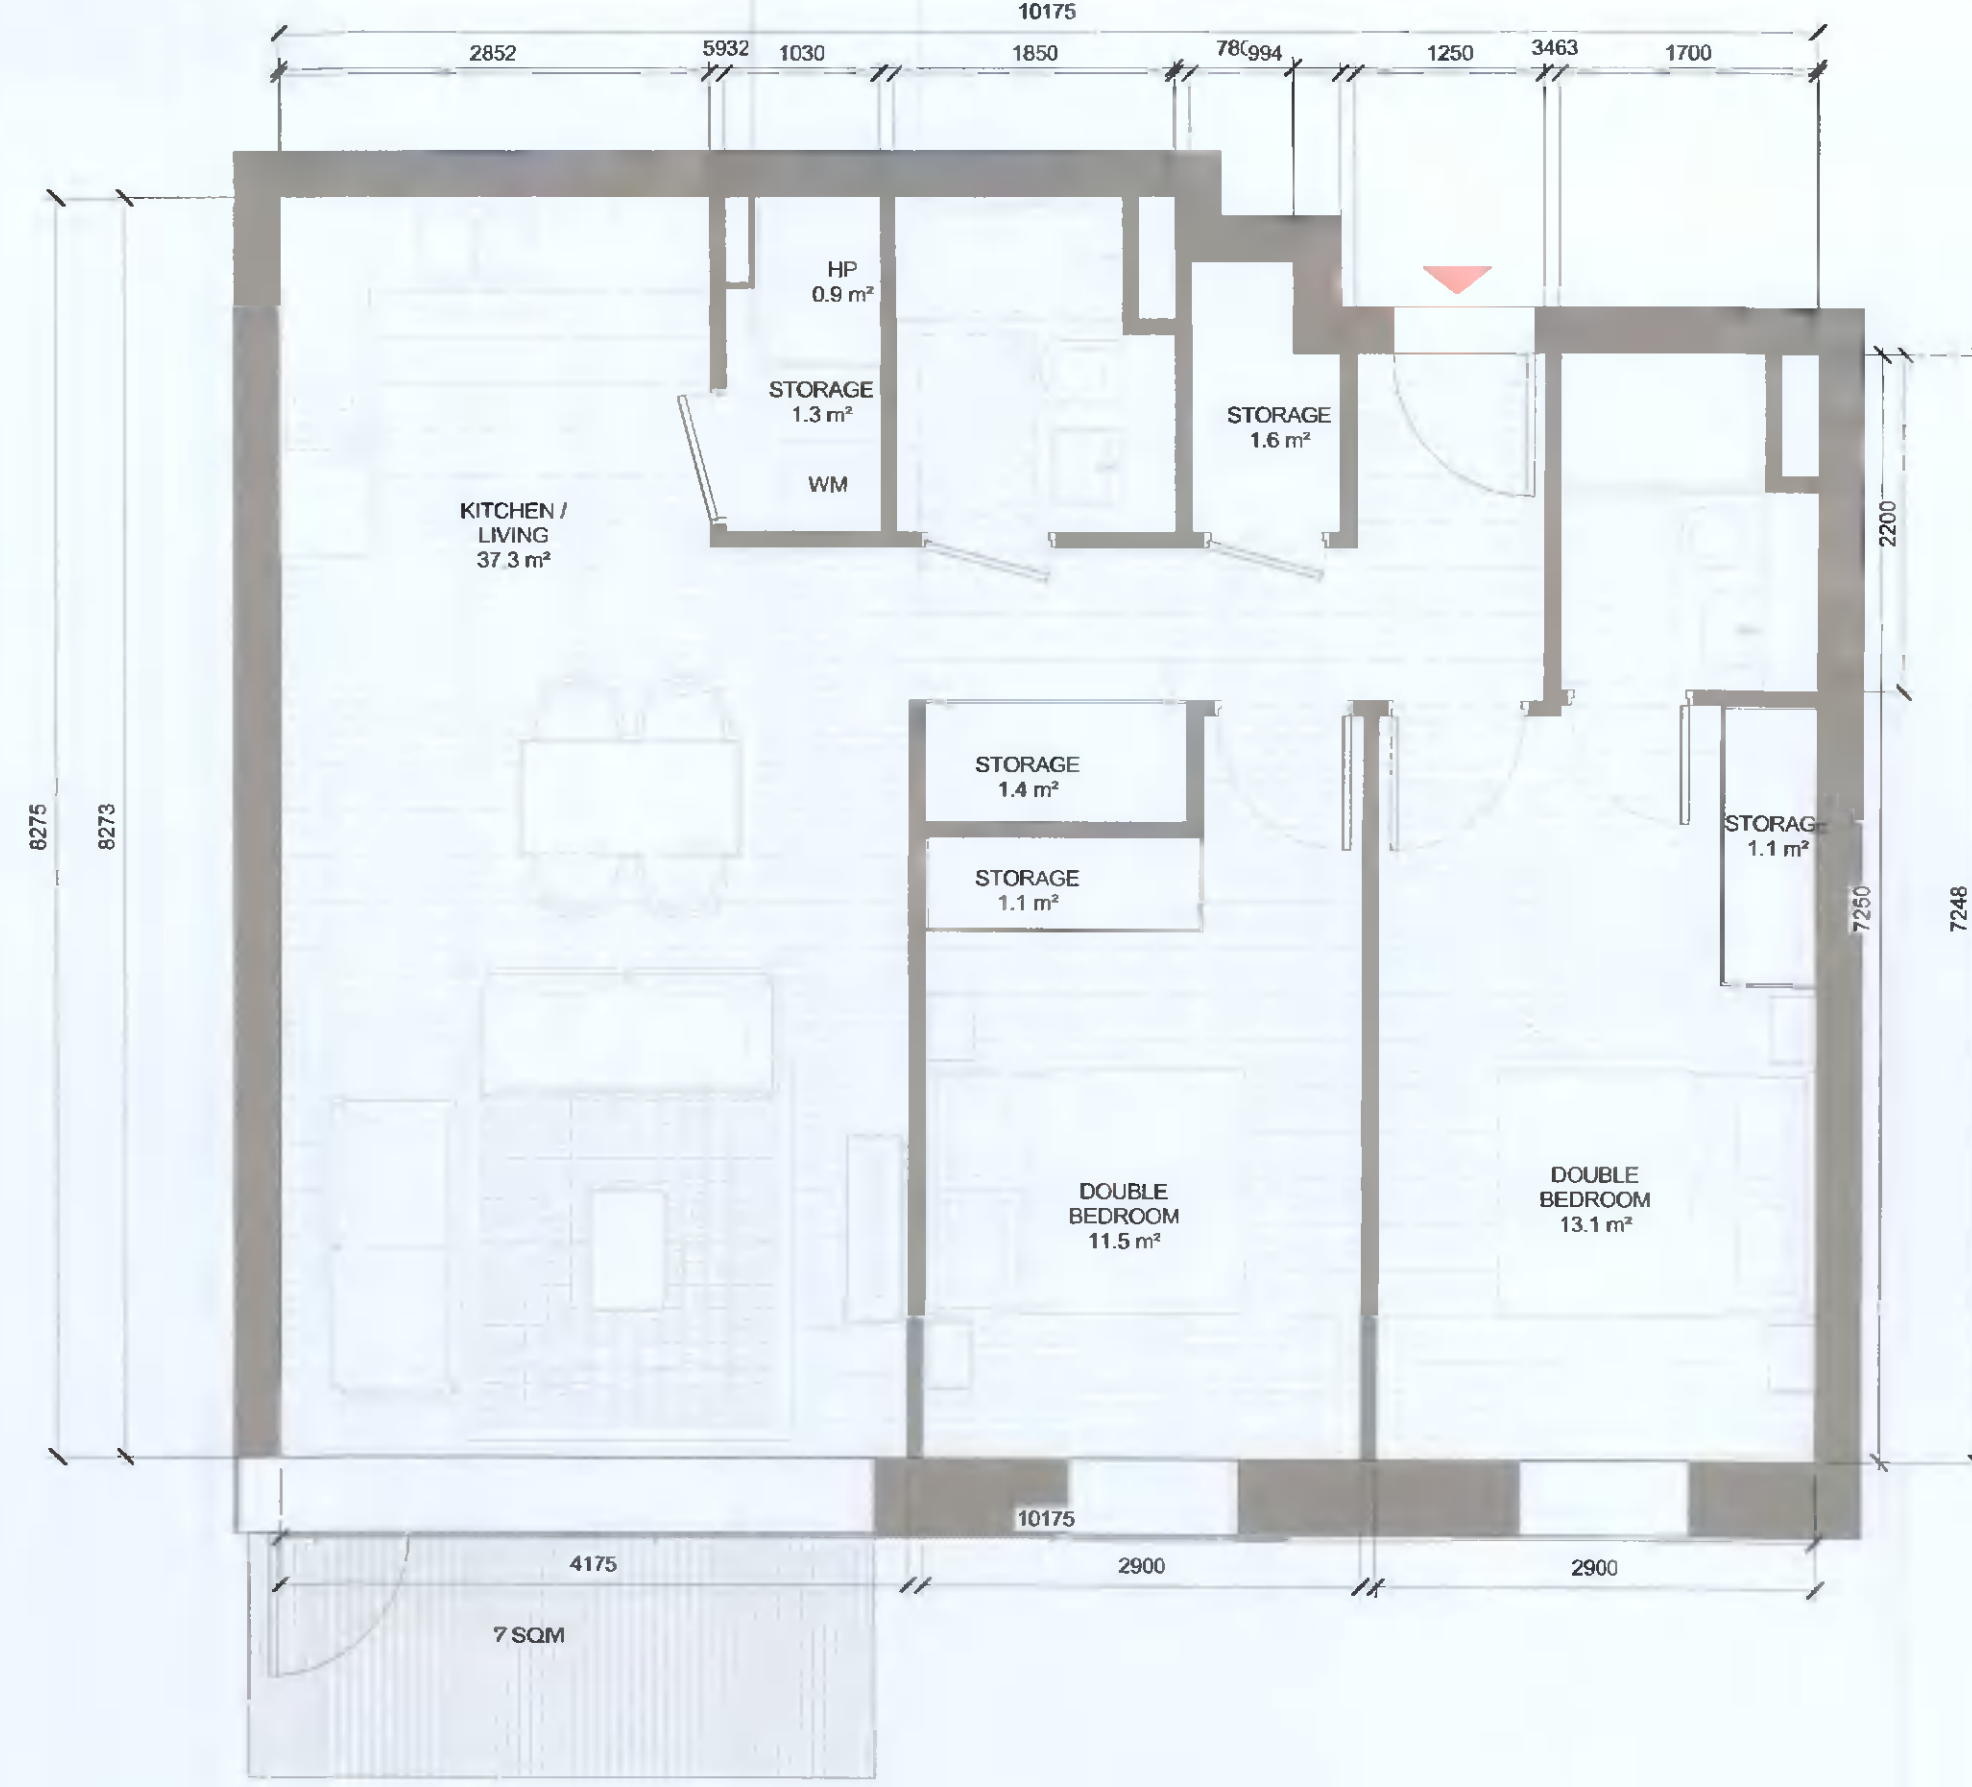 10175
2852
5932
1030
1850
780
994
1250
3463
1700
HP
0.9 m²
STORAGE
1.3 m²
WM
STORAGE
1.6 m²
KITCHEN /
LIVING
37.3 m²
2200
STORAGE
1.4 m²
STORAGE
1.1 m²
STORAGE
1.1 m²
8275
8273
7250
7248
DOUBLE
BEDROOM
11.5 m²
DOUBLE
BEDROOM
13.1 m²
10175
4175
2900
2900
7 SQM